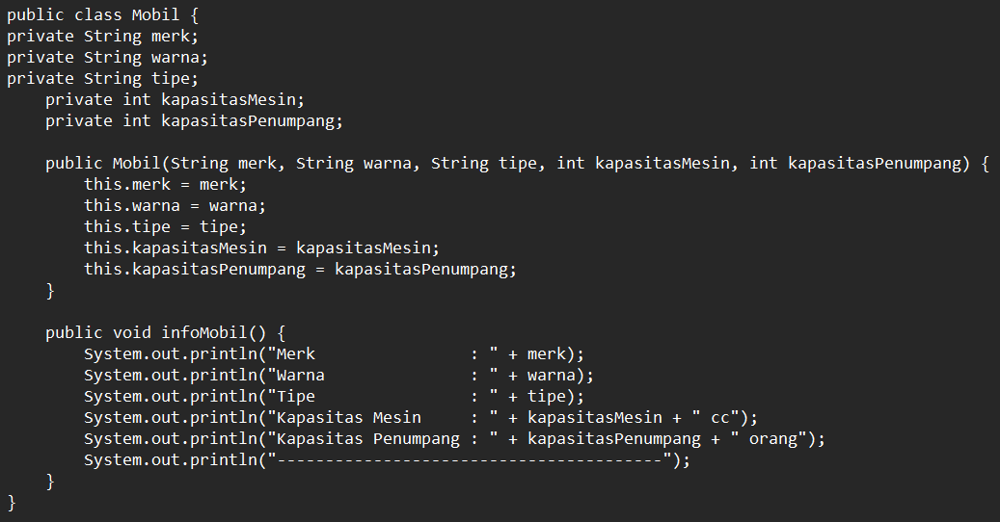 public class Mobil {
private String merk;
private String warna;
private String tipe;
    private int kapasitasMesin;
    private int kapasitasPenumpang;

    public Mobil(String merk, String warna, String tipe, int kapasitasMesin, int kapasitasPenumpang) {
        this.merk = merk;
        this.warna = warna;
        this.tipe = tipe;
        this.kapasitasMesin = kapasitasMesin;
        this.kapasitasPenumpang = kapasitasPenumpang;
    }

    public void infoMobil() {
        System.out.println("Merk                : " + merk);
        System.out.println("Warna               : " + warna);
        System.out.println("Tipe                : " + tipe);
        System.out.println("Kapasitas Mesin     : " + kapasitasMesin + " cc");
        System.out.println("Kapasitas Penumpang : " + kapasitasPenumpang + " orang");
        System.out.println("----------------------------------------");
    }
}